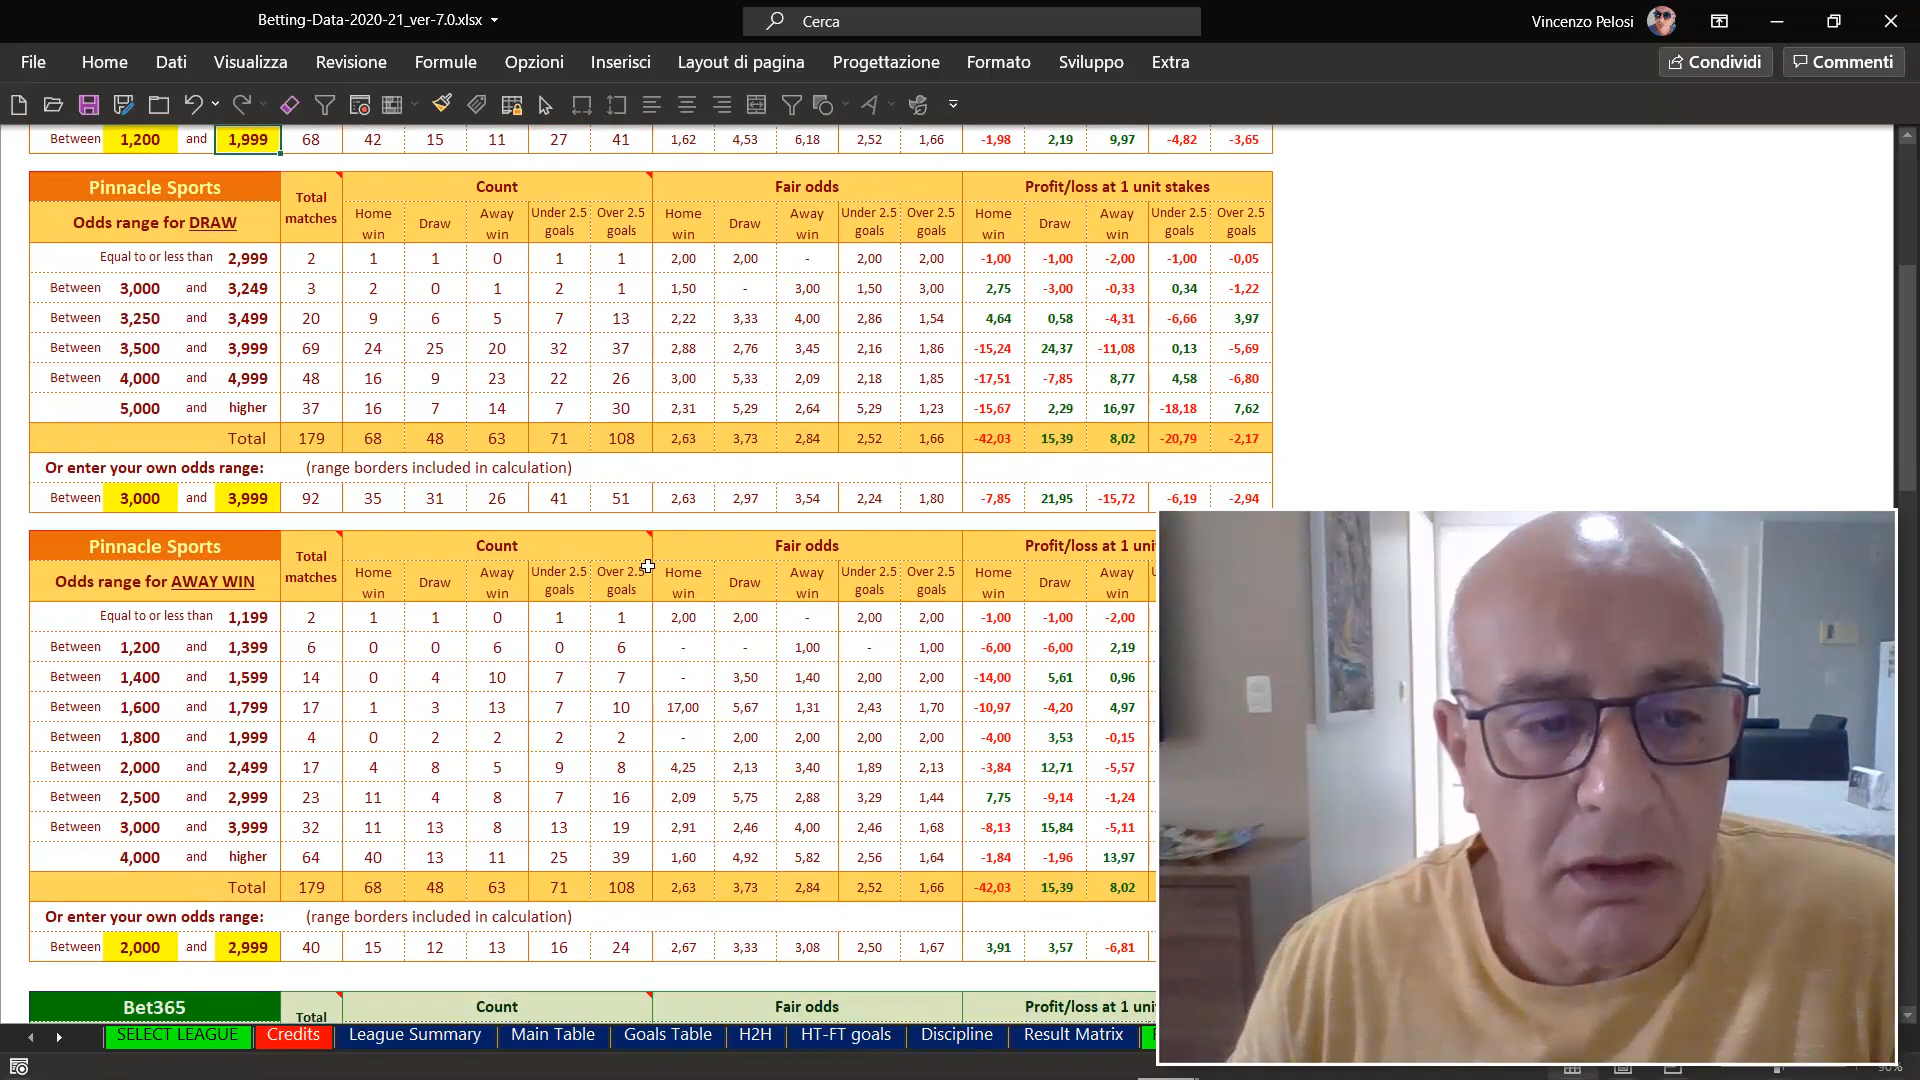 Betting-Data-2020-21_ver-7.0.xlsx
Cerca
Vincenzo Pelosi
File Home Dati Visualizza Revisione Formule Opzioni Inserisci Layout di pagina Progettazione Formato Sviluppo Extra Condividi Commenti
Between 1,200 and 1,999 68 42 15 11 27 41 1,62 4,53 6,18 2,52 1,66 -1,98 2,19 9,97 -4,82 -3,65
Pinnacle Sports Total matches Count Fair odds Profit/loss at 1 unit stakes
Odds range for DRAW Home win Draw Away win Under 2.5 goals Over 2.5 goals Home win Draw Away win Under 2.5 goals Over 2.5 goals Home win Draw Away win Under 2.5 goals Over 2.5 goals
Equal to or less than 2,999 2 1 1 0 1 1 2,00 2,00 - 2,00 2,00 -1,00 -1,00 -2,00 -1,00 -0,05
Between 3,000 and 3,249 3 2 0 1 2 1 1,50 - 3,00 1,50 3,00 2,75 -3,00 -0,33 0,34 -1,22
Between 3,250 and 3,499 20 9 6 5 7 13 2,22 3,33 4,00 2,86 1,54 4,64 0,58 -4,31 -6,66 3,97
Between 3,500 and 3,999 69 24 25 20 32 37 2,88 2,76 3,45 2,16 1,86 -15,24 24,37 -11,08 0,13 -5,69
Between 4,000 and 4,999 48 16 9 23 22 26 3,00 5,33 2,09 2,18 1,85 -17,51 -7,85 8,77 4,58 -6,80
5,000 and higher 37 16 7 14 7 30 2,31 5,29 2,64 5,29 1,23 -15,67 2,29 16,97 -18,18 7,62
Total 179 68 48 63 71 108 2,63 3,73 2,84 2,52 1,66 -42,03 15,39 8,02 -20,79 -2,17
Or enter your own odds range: (range borders included in calculation)
Between 3,000 and 3,999 92 35 31 26 41 51 2,63 2,97 3,54 2,24 1,80 -7,85 21,95 -15,72 -6,19 -2,94
Pinnacle Sports Total matches Count Fair odds Profit/loss at 1 uni
Odds range for AWAY WIN Home win Draw Away win Under 2.5 goals Over 2.5 goals Home win Draw Away win Under 2.5 goals Over 2.5 goals Home win Draw Away win
Equal to or less than 1,199 2 1 1 0 1 1 2,00 2,00 - 2,00 2,00 -1,00 -1,00 -2,00
Between 1,200 and 1,399 6 0 0 6 0 6 - - 1,00 - 1,00 -6,00 -6,00 2,19
Between 1,400 and 1,599 14 0 4 10 7 7 - 3,50 1,40 2,00 2,00 -14,00 5,61 0,96
Between 1,600 and 1,799 17 1 3 13 7 10 17,00 5,67 1,31 2,43 1,70 -10,97 -4,20 4,97
Between 1,800 and 1,999 4 0 2 2 2 2 - 2,00 2,00 2,00 2,00 -4,00 3,53 -0,15
Between 2,000 and 2,499 17 4 8 5 9 8 4,25 2,13 3,40 1,89 2,13 -3,84 12,71 -5,57
Between 2,500 and 2,999 23 11 4 8 7 16 2,09 5,75 2,88 3,29 1,44 7,75 -9,14 -1,24
Between 3,000 and 3,999 32 11 13 8 13 19 2,91 2,46 4,00 2,46 1,68 -8,13 15,84 -5,11
4,000 and higher 64 40 13 11 25 39 1,60 4,92 5,82 2,56 1,64 -1,84 -1,96 13,97
Total 179 68 48 63 71 108 2,63 3,73 2,84 2,52 1,66 -42,03 15,39 8,02
Or enter your own odds range: (range borders included in calculation)
Between 2,000 and 2,999 40 15 12 13 16 24 2,67 3,33 3,08 2,50 1,67 3,91 3,57 -6,81
Bet365 Total Count Fair odds Profit/loss at 1 uni
SELECT LEAGUE Credits League Summary Main Table Goals Table H2H HT-FT goals Discipline Result Matrix